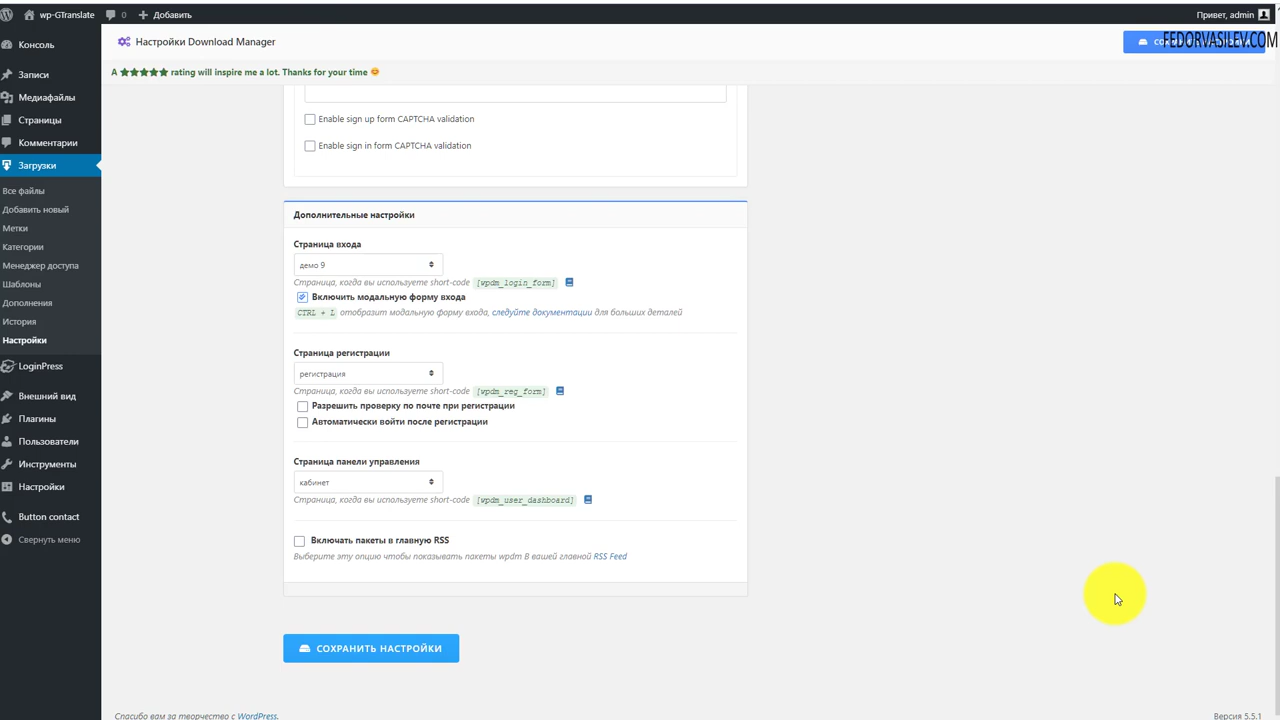 wp-GTranslate 0 Добавить Привет, admin
Консоль
Записи
Медиафайлы
Страницы
Комментарии
Загрузки
Все файлы
Добавить новый
Метки
Категории
Менеджер доступа
Шаблоны
Дополнения
История
Настройки
LoginPress
Внешний вид
Плагины
Пользователи
Инструменты
Настройки
Button contact
Свернуть меню
Настройки Download Manager
FEDORVASILEV.COM
A ★★★★★ rating will inspire me a lot. Thanks for your time 😊
Enable sign up form CAPTCHA validation
Enable sign in form CAPTCHA validation
Дополнительные настройки
Страница входа
демо 9
Страница, когда вы используете short-code [wpdm_login_form]
Включить модальную форму входа
CTRL + L отобразит модальную форму входа, следуйте документации для больших деталей
Страница регистрации
регистрация
Страница, когда вы используете short-code [wpdm_reg_form]
Разрешить проверку по почте при регистрации
Автоматически войти после регистрации
Страница панели управления
кабинет
Страница, когда вы используете short-code [wpdm_user_dashboard]
Включать пакеты в главную RSS
Выберите эту опцию чтобы показывать пакеты wpdm В вашей главной RSS Feed
СОХРАНИТЬ НАСТРОЙКИ
Спасибо вам за творчество с WordPress.
Версия 5.5.1